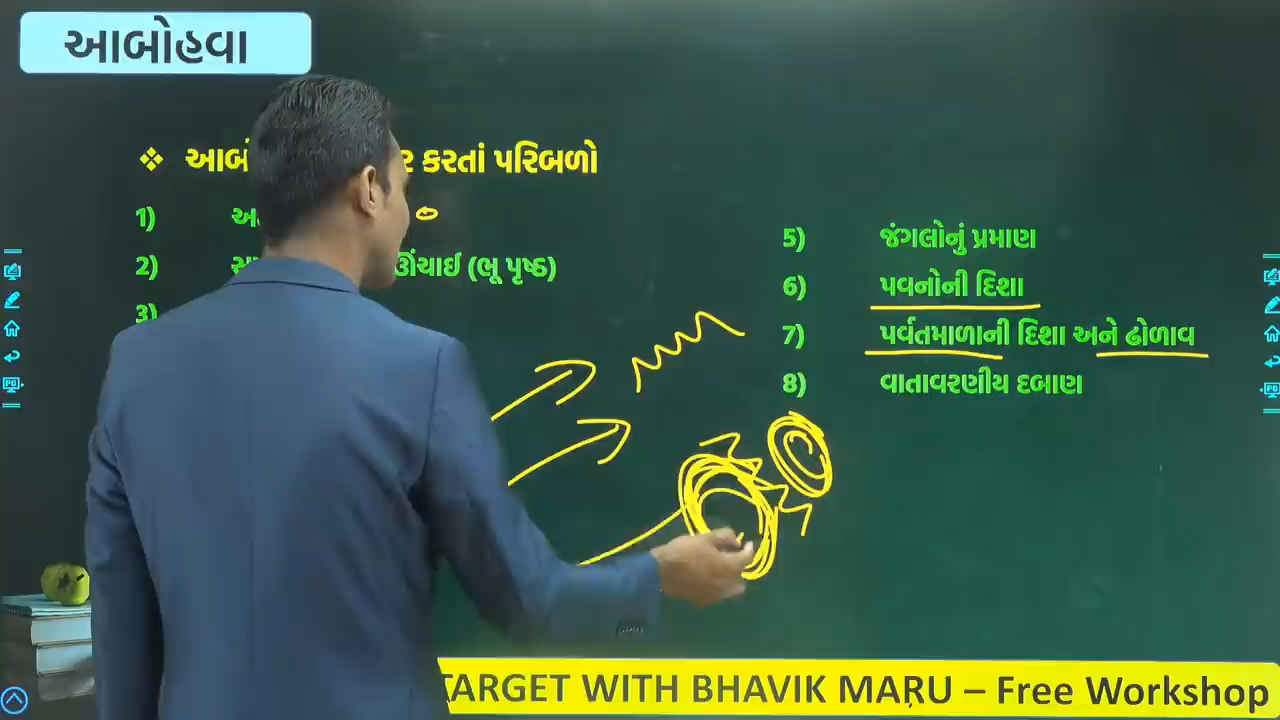 આબોહવા
❖ કરતાં પરિબળો
1)
2) ઊંચાઈ (ભૂ પૃષ્ઠ)
3)
5) જંગલોનું પ્રમાણ
6) પવનોની દિશા
7) પર્વતમાળાની દિશા અને ઢોળાવ
8) વાતાવરણીય દબાણ
TARGET WITH BHAVIK MARU – Free Workshop